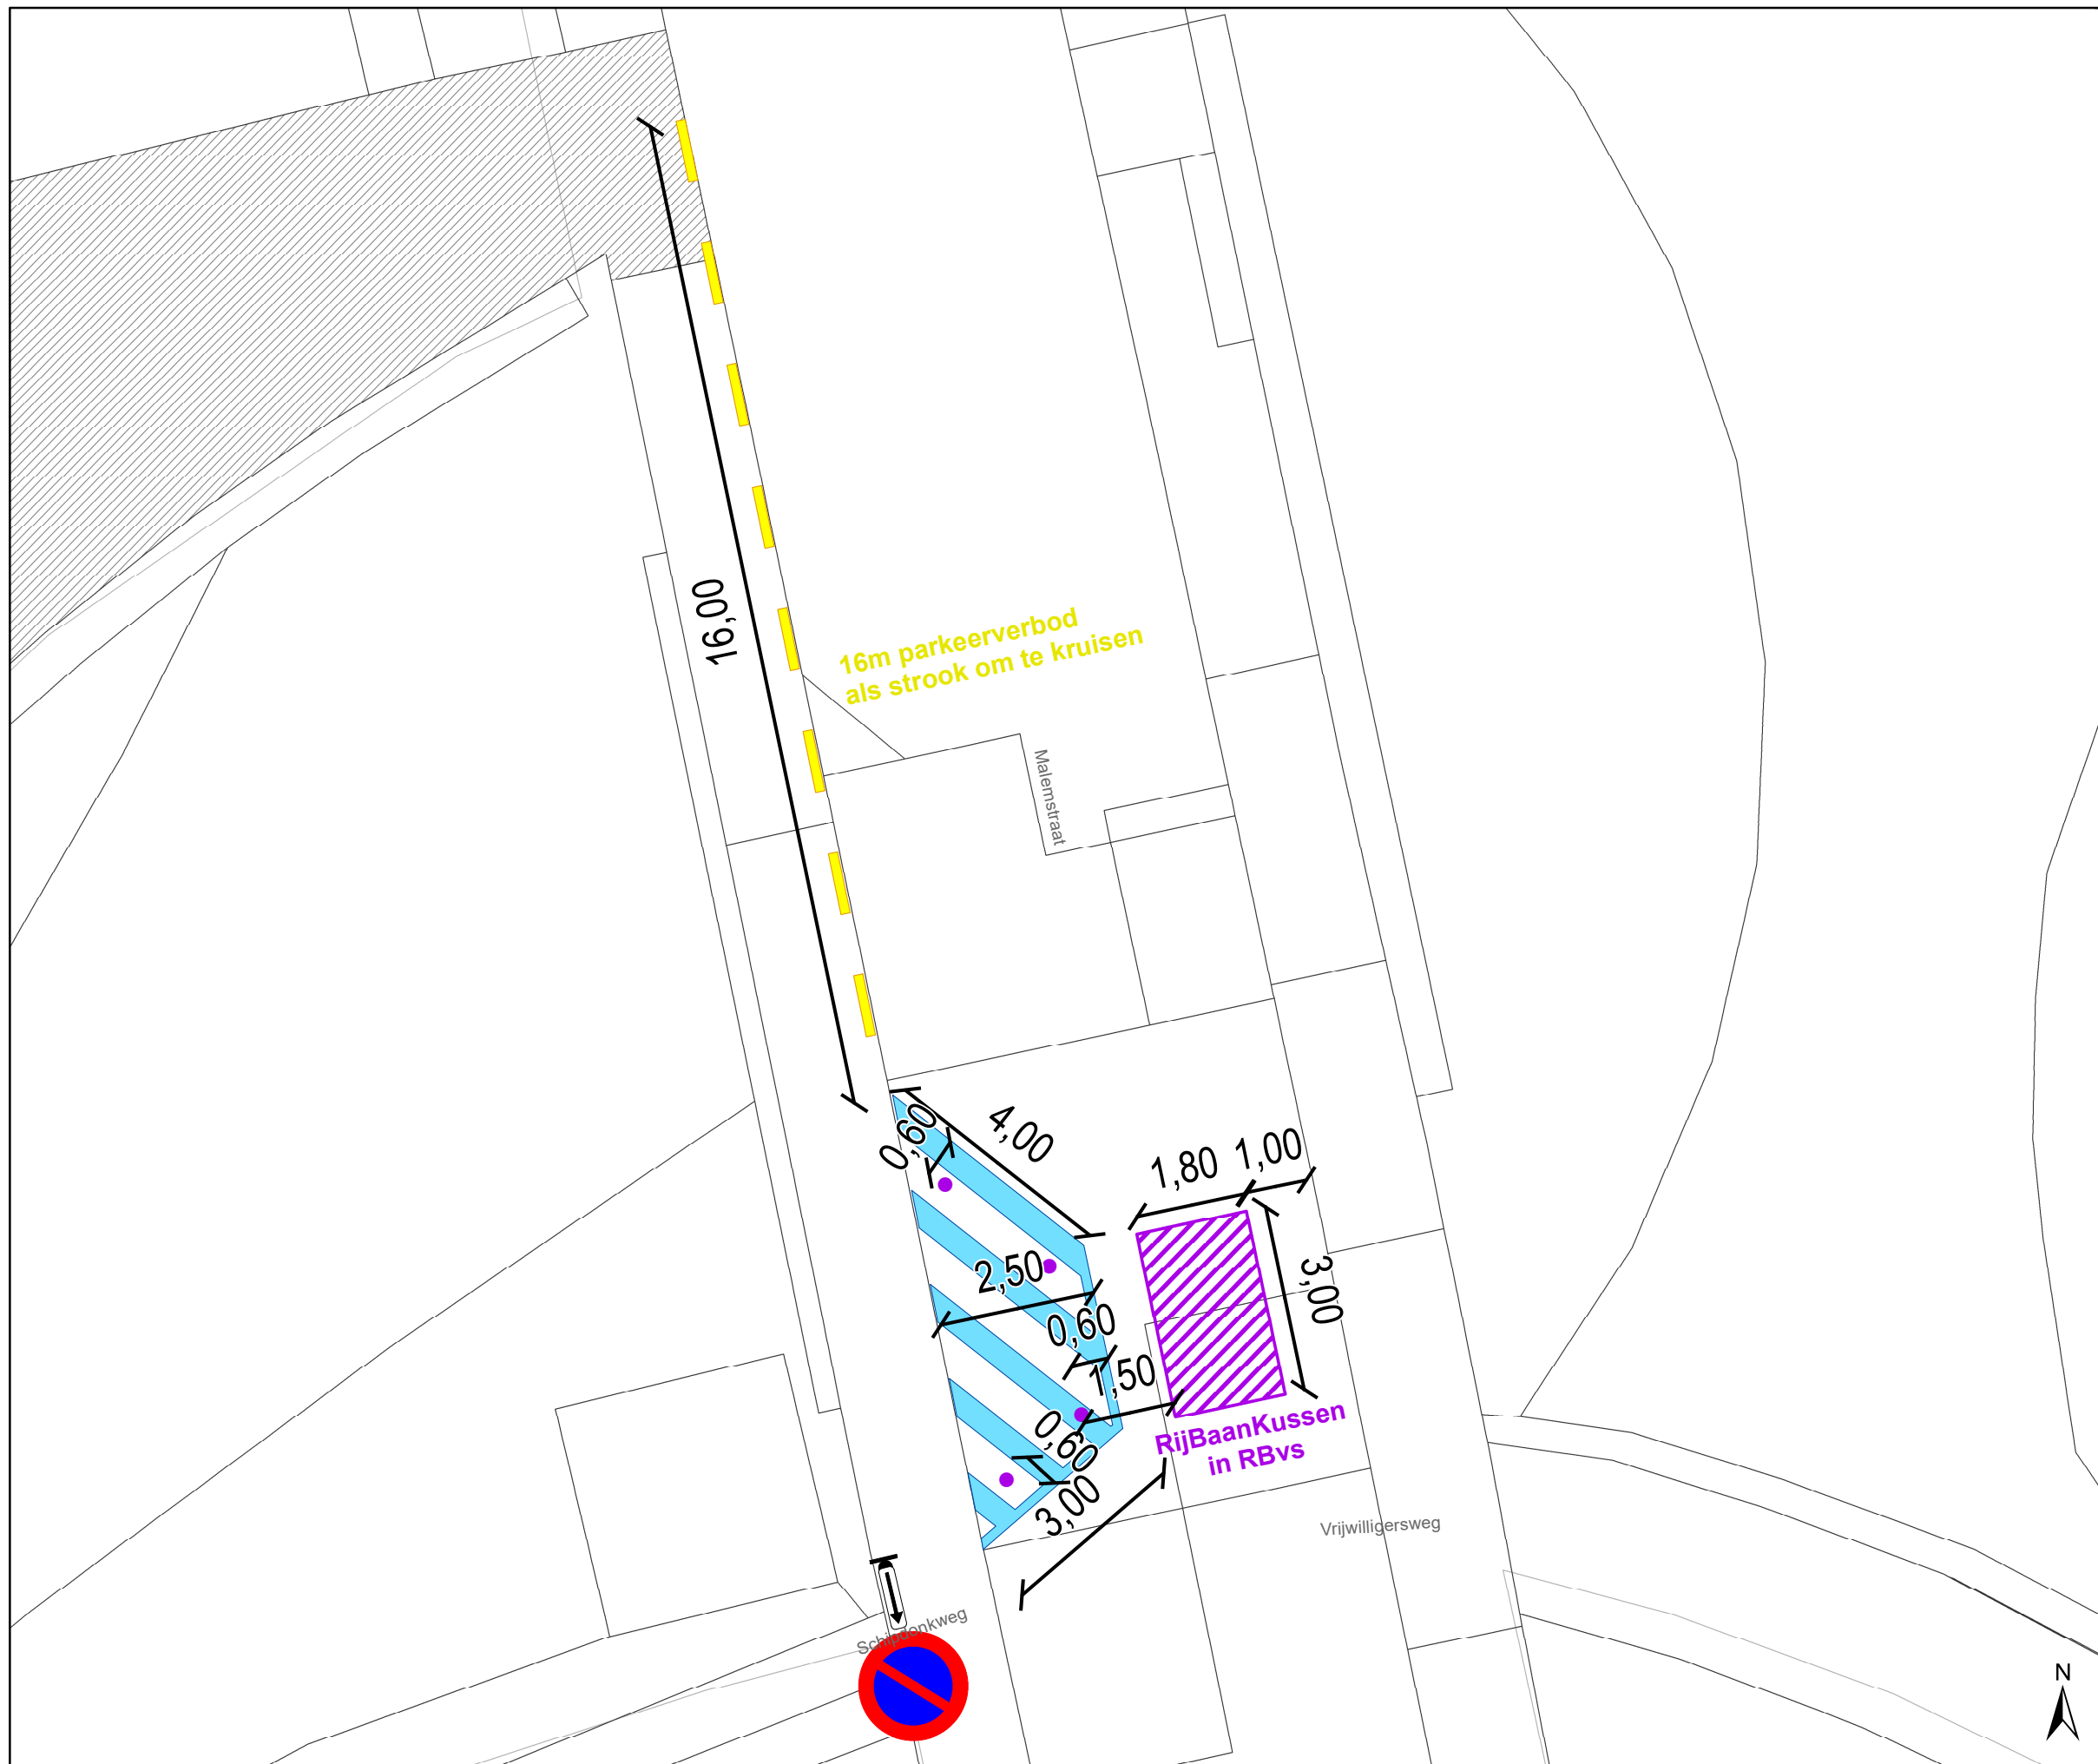 16,00
16m parkeerverbod
als strook om te kruisen
Malemstraat
0,60
4,00
1,80
1,00
2,50
3,00
0,60
1,50
RijBaanKussen
in RBvs
0,60
3,00
Vrijwilligersweg
Schipdonkweg
N